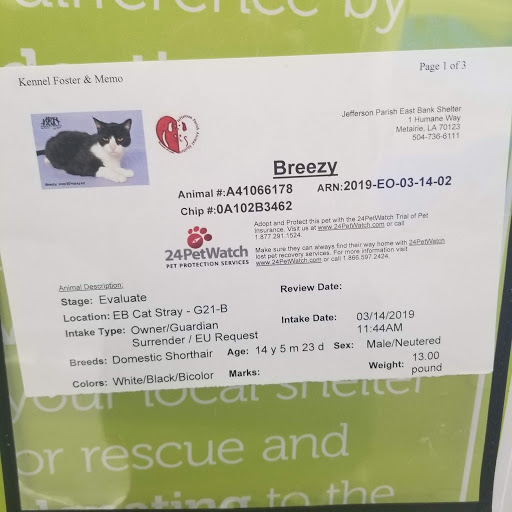 difference by
Kennel Foster & Memo
Page 1 of 3
Jefferson Parish East Bank Shelter
1 Humane Way
Metairie, LA 70123
504-736-6111
Breezy
Animal #:A41066178 ARN:2019-EO-03-14-02
Chip #:0A102B3462
Adopt and Protect this pet with the 24PetWatch Trial of Pet
Insurance. Visit us at www.24PetWatch.com or call
1.877.291.1524.
24PetWatch
PET PROTECTION SERVICES
Make sure they can always find their way home with 24PetWatch
lost pet recovery services. For more information visit
www.24PetWatch.com or call 1.866.597.2424.
Animal Description:
Stage: Evaluate
Review Date:
Location: EB Cat Stray - G21-B
Intake Type: Owner/Guardian
Surrender / EU Request
Intake Date: 03/14/2019
11:44AM
Breeds: Domestic Shorthair Age: 14 y 5 m 23 d Sex: Male/Neutered
Colors: White/Black/Bicolor Marks: Weight: 13.00
pound
your local shelter
or rescue and
to the